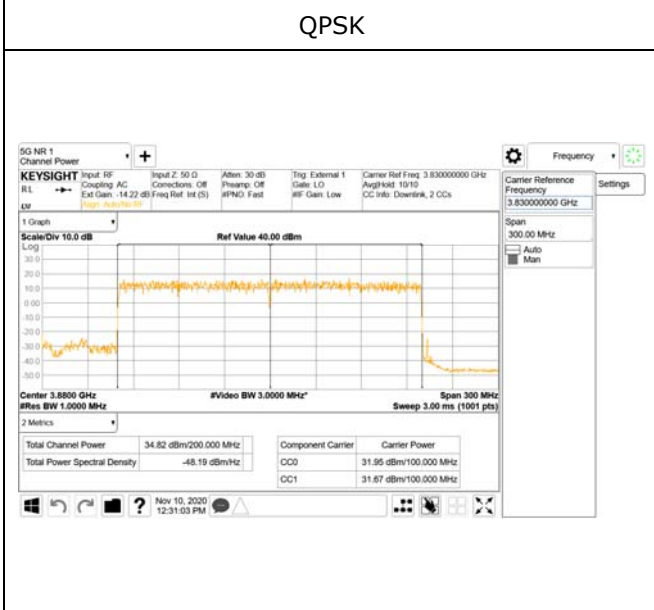 QPSK
5G NR 1
Channel Power
+
Frequency
KEYSIGHT
RL
Input: RF
Coupling: AC
Ext Gain: -14.22 dB
Align: Auto/No RF
Input Z: 50 Ω
Corrections: Off
Freq Ref: Int (S)
Atten: 30 dB
Preamp: Off
#PNO: Fast
Trig: External 1
Gate: LO
#IF Gain: Low
Carrier Ref Freq: 3.830000000 GHz
Avg|Hold: 10/10
CC Info: Downlink, 2 CCs
Carrier Reference
Frequency
3.830000000 GHz
Settings
Span
300.00 MHz
Auto
Man
1 Graph
Scale/Div 10.0 dB
Ref Value 40.00 dBm
Log
30.0
20.0
10.0
0.00
-10.0
-20.0
-30.0
-40.0
-50.0
Center 3.8800 GHz
#Video BW 3.0000 MHz*
Span 300 MHz
#Res BW 1.0000 MHz
Sweep 3.00 ms (1001 pts)
2 Metrics
Total Channel Power 34.82 dBm/200.000 MHz
Total Power Spectral Density -48.19 dBm/Hz
Component Carrier Carrier Power
CC0 31.95 dBm/100.000 MHz
CC1 31.67 dBm/100.000 MHz
?
Nov 10, 2020
12:31:03 PM